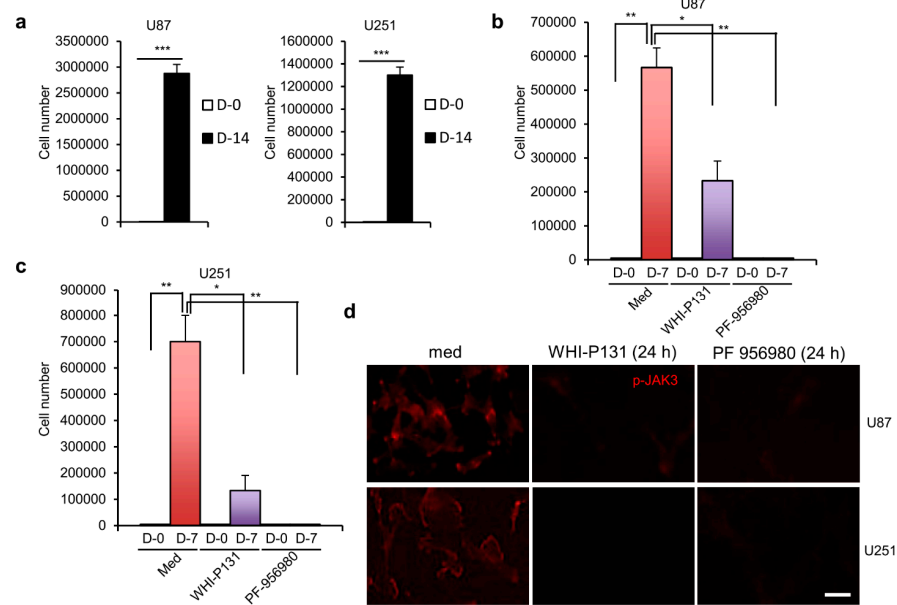 a
U87
Cell number
3500000
3000000
2500000
2000000
1500000
1000000
500000
0
***
D-0
D-14
U251
Cell number
1600000
1400000
1200000
1000000
800000
600000
400000
200000
0
***
D-0
D-14
b
U87
Cell number
700000
600000
500000
400000
300000
200000
100000
0
** * **
D-0 D-7 D-0 D-7 D-0 D-7
Med WHI-P131 PF-956980
c
U251
Cell number
900000
800000
700000
600000
500000
400000
300000
200000
100000
0
** * **
D-0 D-7 D-0 D-7 D-0 D-7
Med WHI-P131 PF-956980
d
med WHI-P131 (24 h) PF 956980 (24 h)
p-JAK3
U87
U251